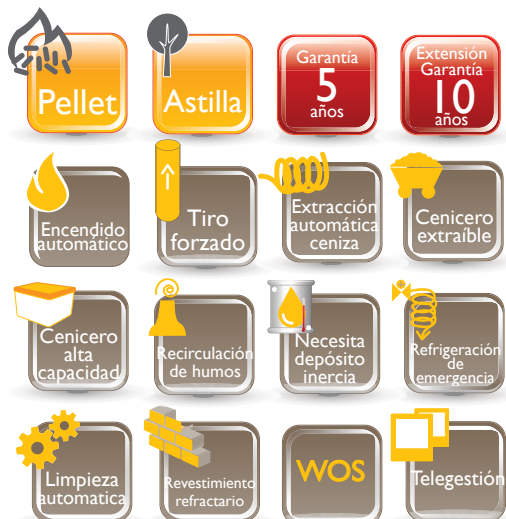 Pellet
Astilla
Garantía
5
años
Extensión
Garantía
10
años
Encendido
automático
Tiro
forzado
Extracción
automática
ceniza
Cenicero
extraíble
Cenicero
alta
capacidad
Recirculación
de humos
Necesita
depósito
inercia
Refrigeración
de
emergencia
Limpieza
automatica
Revestimiento
refractario
WOS
Telegestión